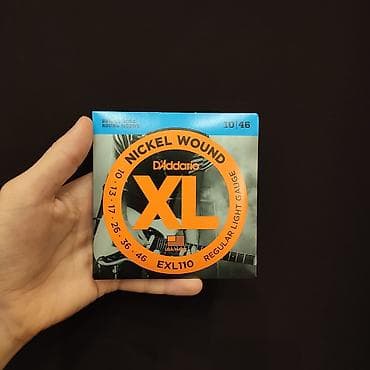 10 | 46
NICKEL WOUND
D'Addario
XL
10 · 13 · 17 · 26 · 36 · 46
EXL110
REGULAR LIGHT GAUGE